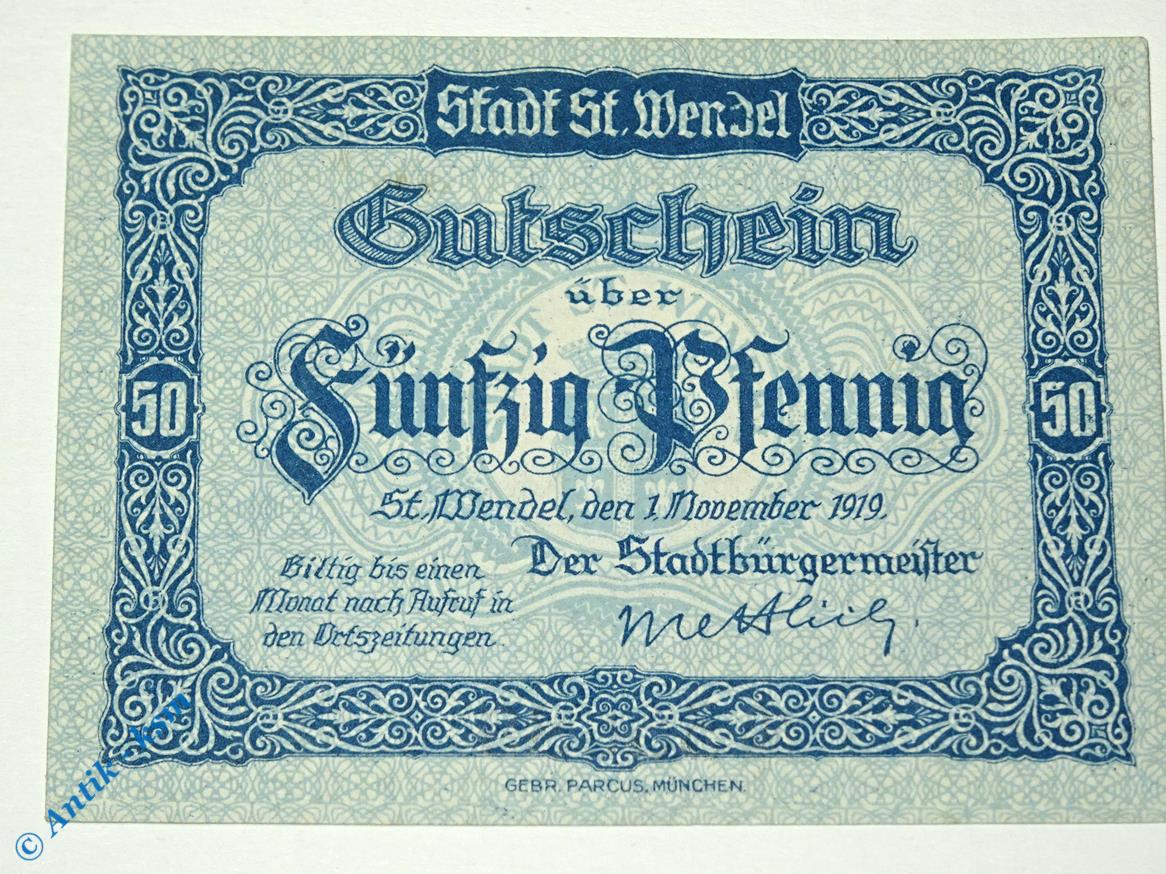 Stadt St. Wendel
Gutschein
über
Fünfzig Pfennig
50
50
St. Wendel, den 1. November 1919.
Der Stadtbürgermeister
Giltig bis einen
Monat nach Aufruf in
den Ortszeitungen.
GEBR. PARCUS, MÜNCHEN.
© Antik - ksm